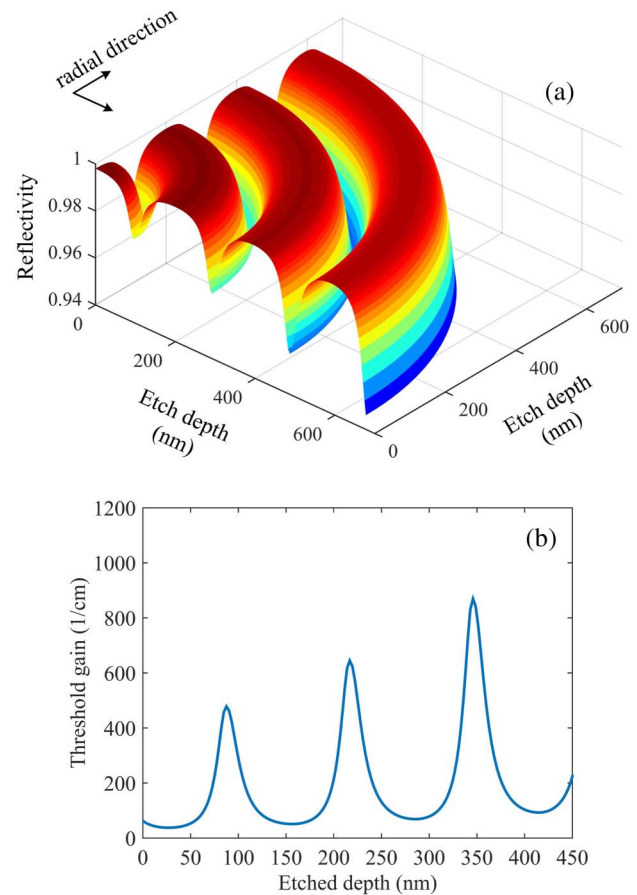 radial direction
(a)
Reflectivity
1
0.98
0.96
0.94
0
200
400
600
Etch depth
(nm)
0
200
400
600
Etch depth
(nm)
(b)
Threshold gain (1/cm)
1200
1000
800
600
400
200
0
0 50 100 150 200 250 300 350 400 450
Etched depth (nm)